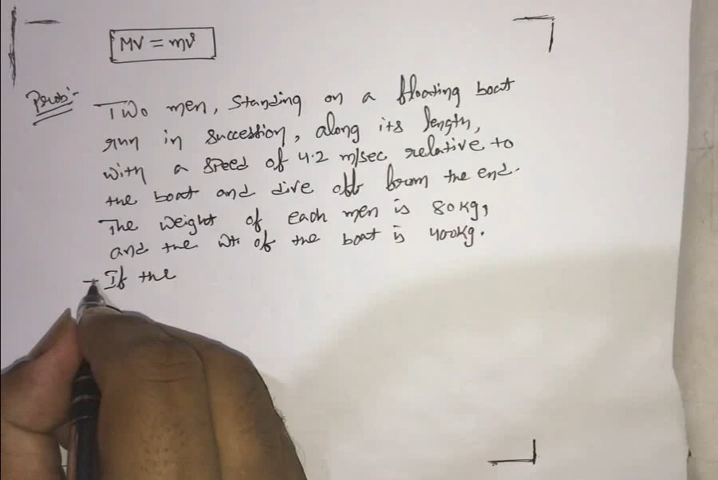 MV = mv
Prob:-
Two men, standing on a floating boat
run in succession, along its length,
with a speed of 4.2 m/sec relative to
the boat and dive off from the end.
The weight of each men is 80kg,
and the wt. of the boat is 400kg.
→ If the